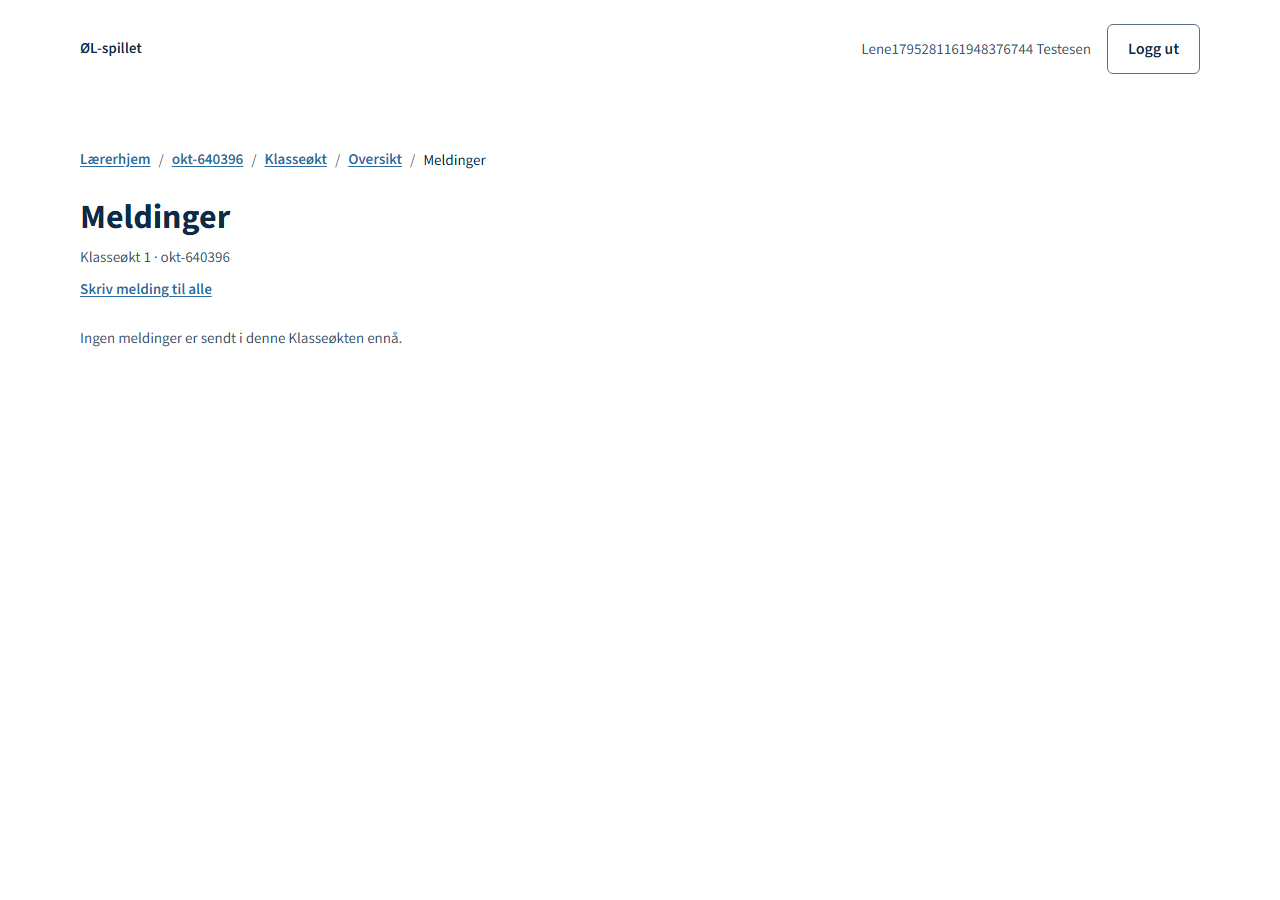 ØL-spillet
Lene1795281161948376744 Testesen
Logg ut
Lærerhjem / okt-640396 / Klasseøkt / Oversikt / Meldinger
Meldinger
Klasseøkt 1 · okt-640396
Skriv melding til alle
Ingen meldinger er sendt i denne Klasseøkten ennå.